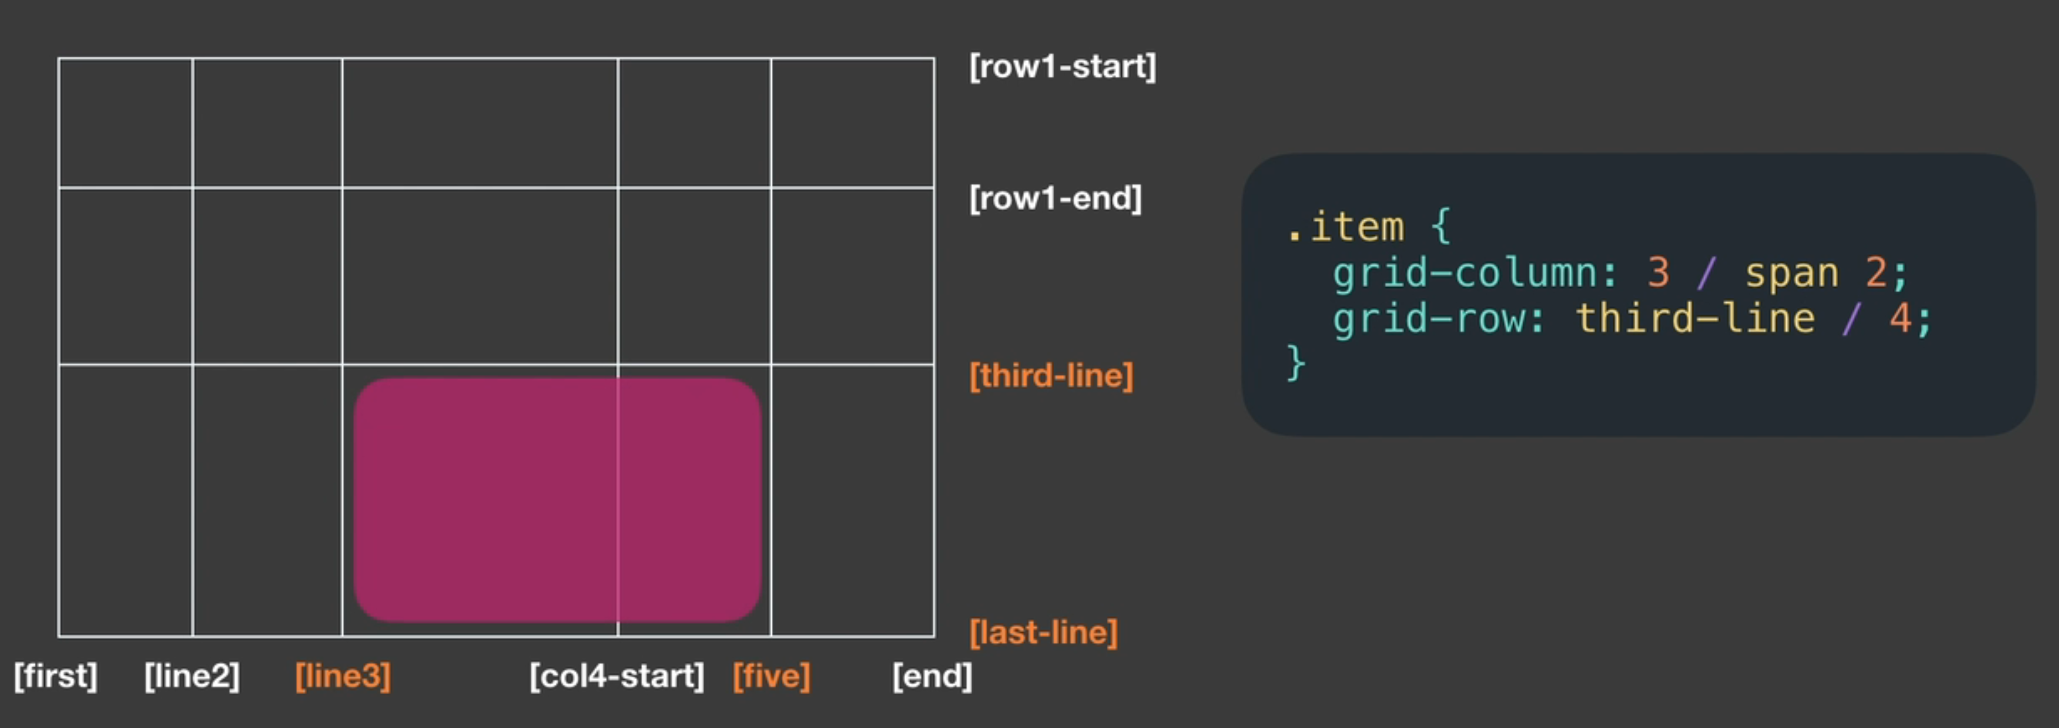 [row1-start]
[row1-end]
[third-line]
[last-line]
[first] [line2] [line3] [col4-start] [five] [end]
.item {
  grid-column: 3 / span 2;
  grid-row: third-line / 4;
}